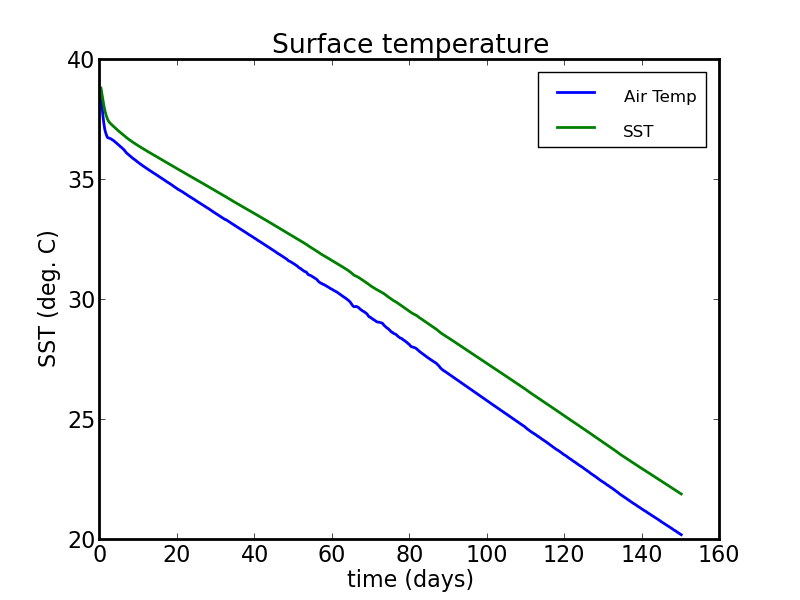 Surface temperature
40
35
30
25
20
SST (deg. C)
Air Temp
SST
0 20 40 60 80 100 120 140 160
time (days)